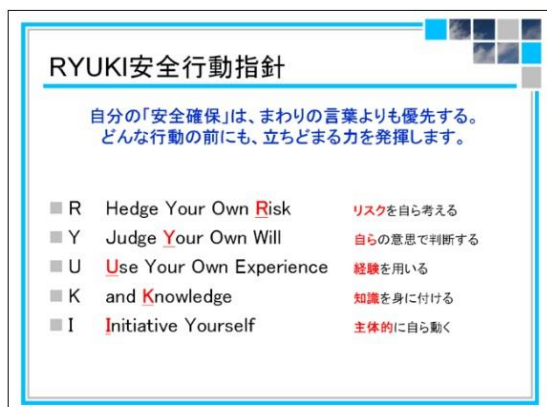 RYUKI安全行動指針
自分の「安全確保」は、まわりの言葉よりも優先する。
どんな行動の前にも、立ちどまる力を発揮します。
R Hedge Your Own Risk リスクを自ら考える
Y Judge Your Own Will 自らの意思で判断する
U Use Your Own Experience 経験を用いる
K and Knowledge 知識を身に付ける
I Initiative Yourself 主体的に自ら動く